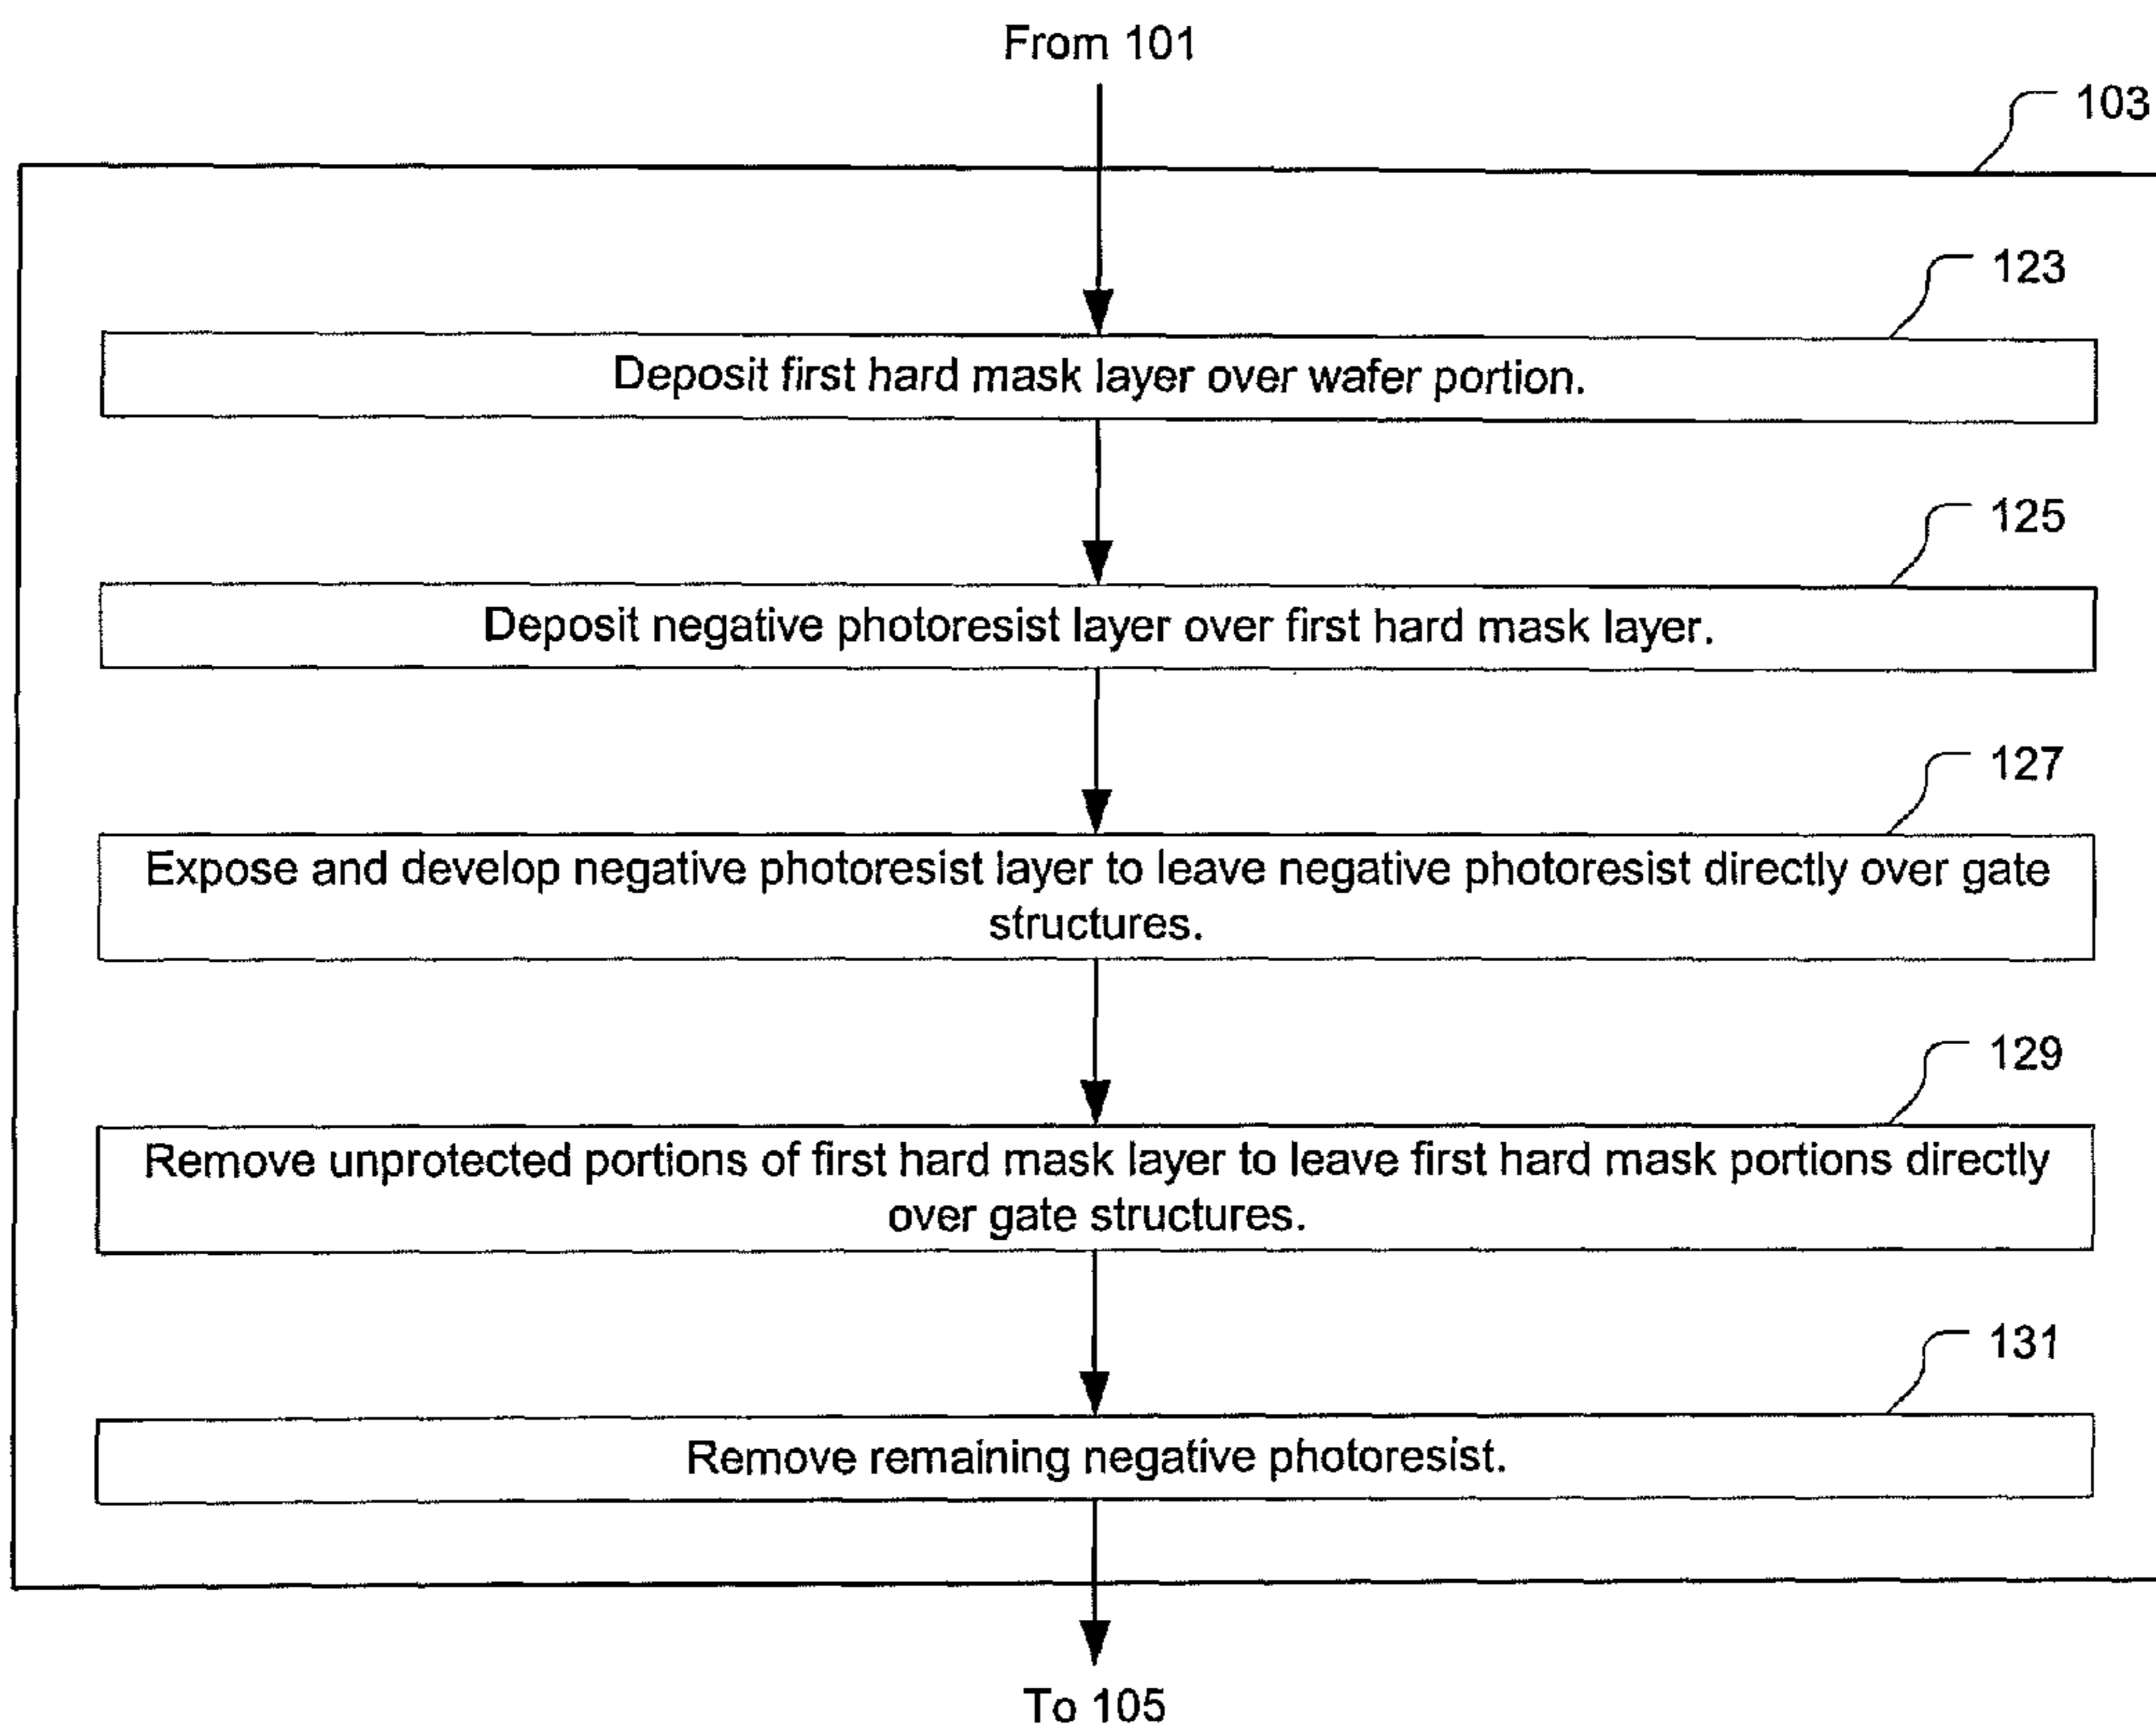 From 101
103
123
Deposit first hard mask layer over wafer portion.
125
Deposit negative photoresist layer over first hard mask layer.
127
Expose and develop negative photoresist layer to leave negative photoresist directly over gate
structures.
129
Remove unprotected portions of first hard mask layer to leave first hard mask portions directly
over gate structures.
131
Remove remaining negative photoresist.
To 105